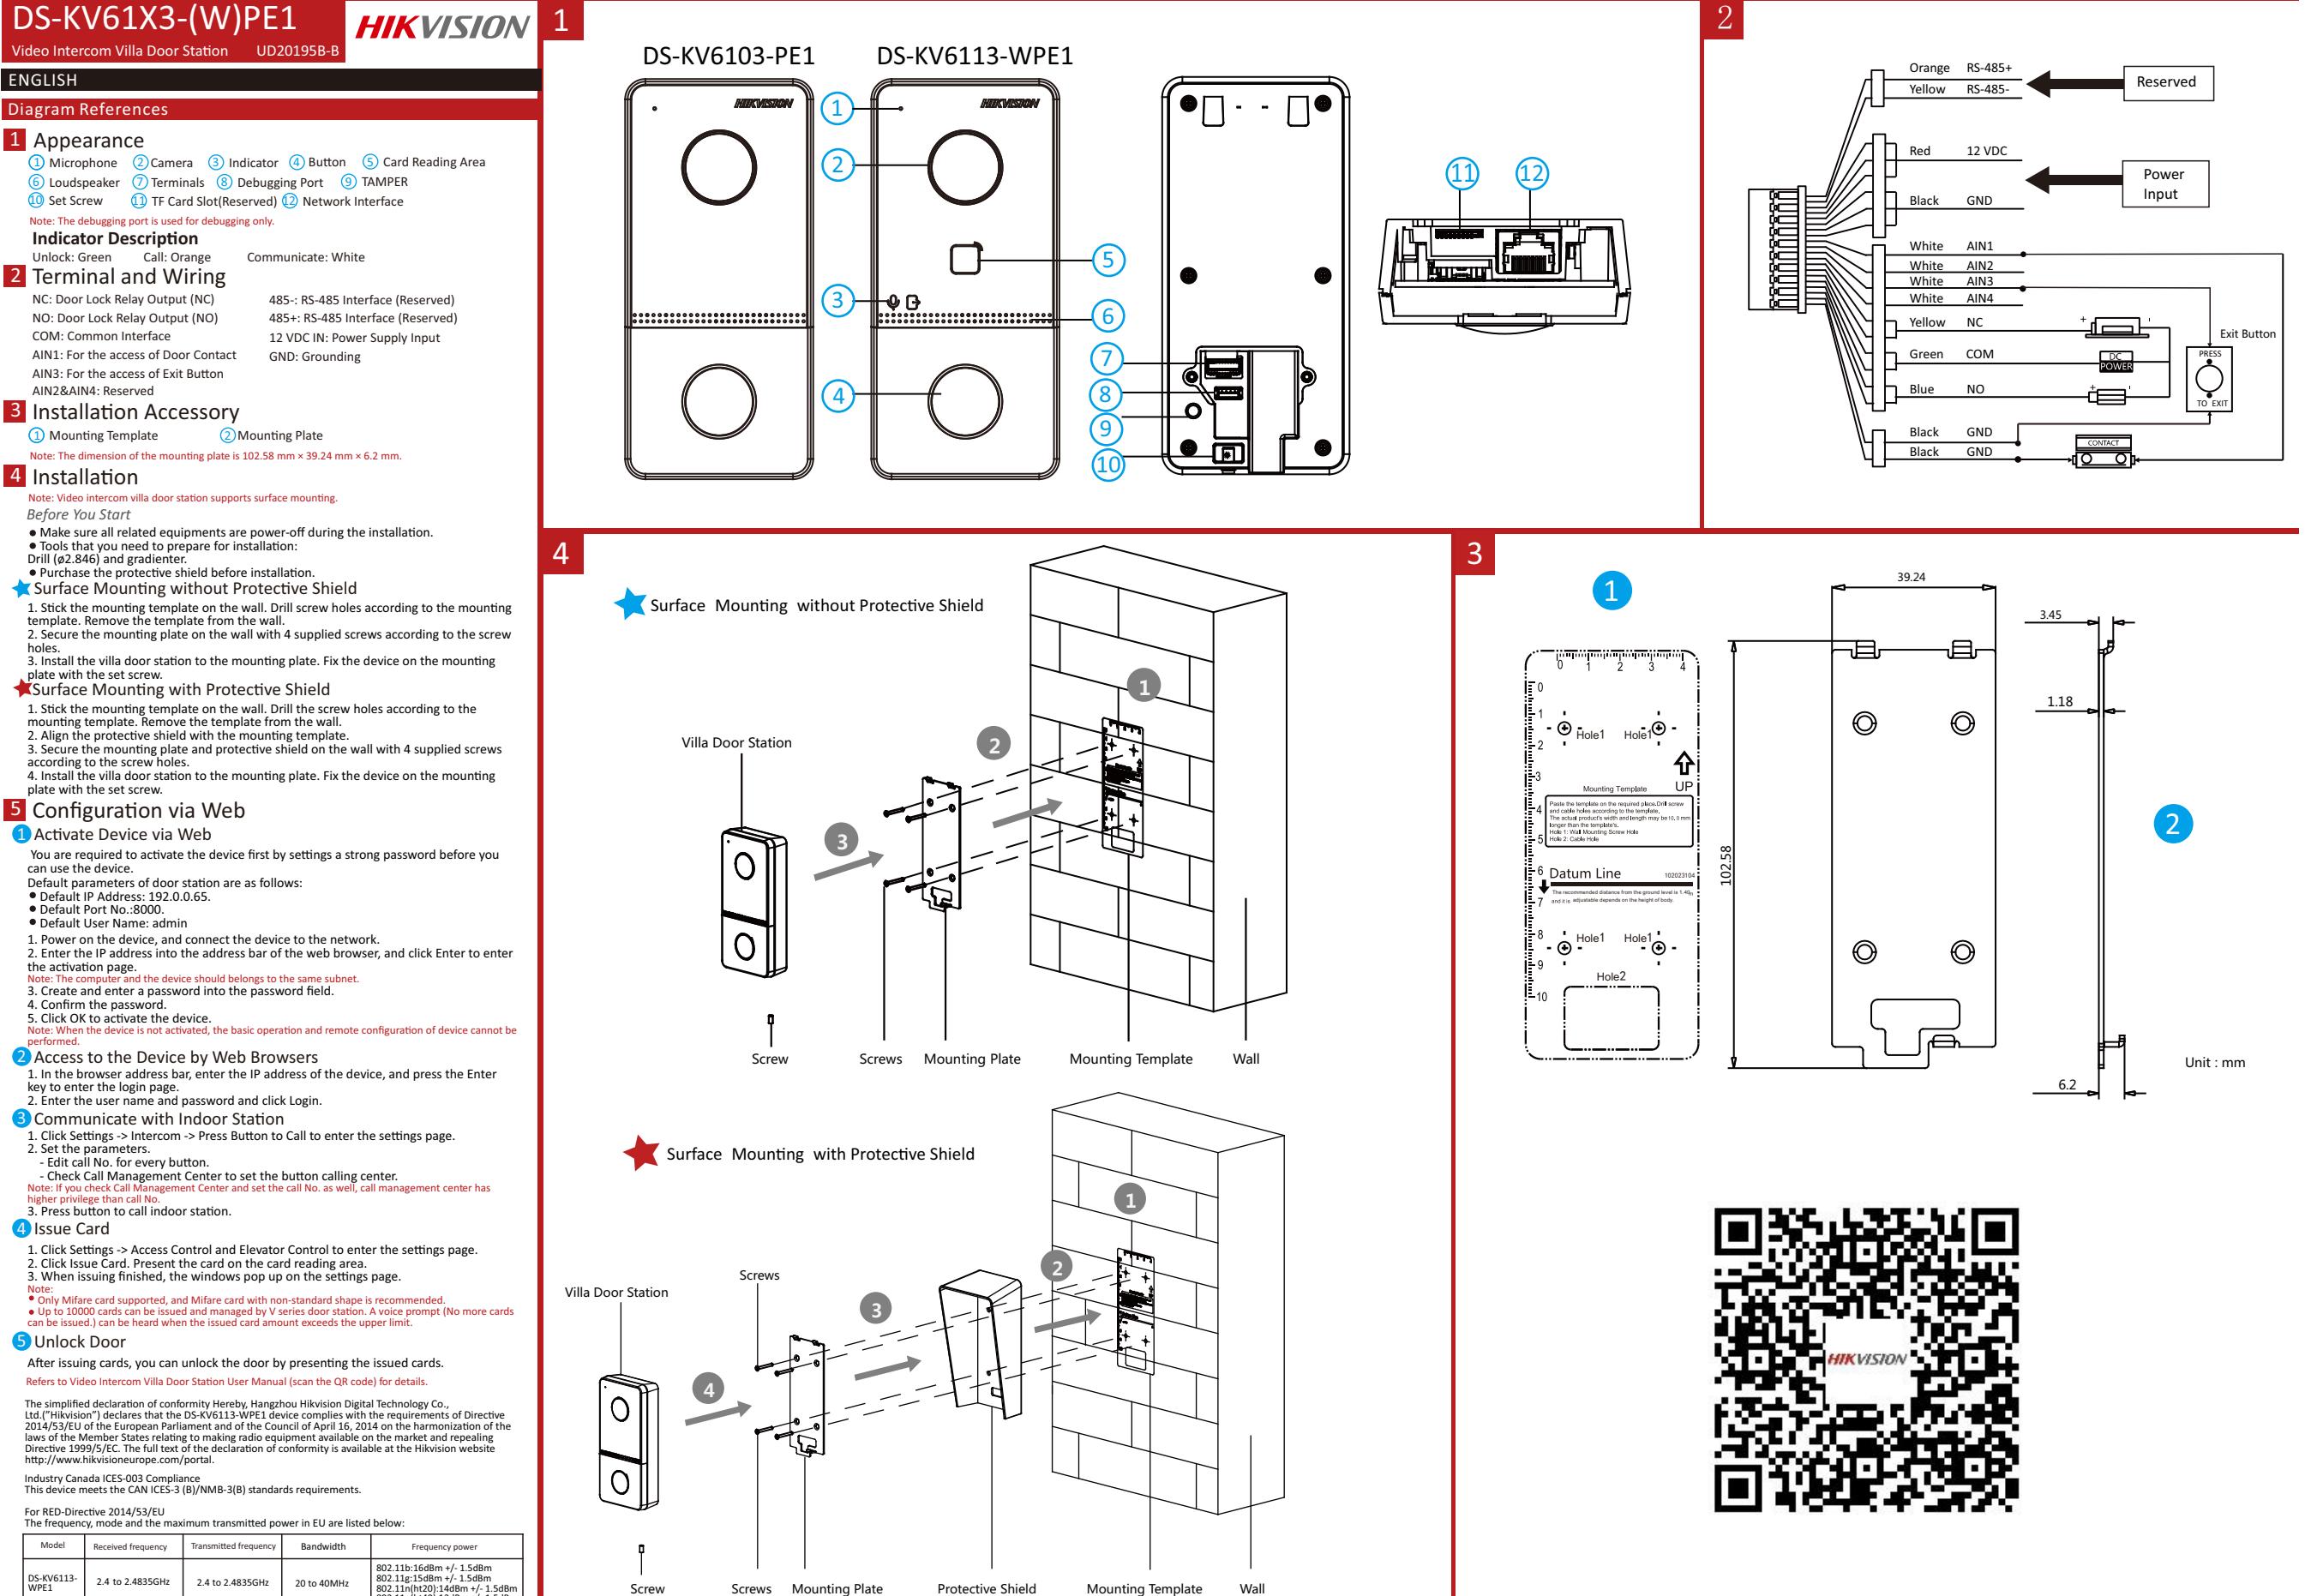 DS-KV61X3-(W)PE1
Video Intercom Villa Door Station UD20195B-B
HIKVISION
ENGLISH
Diagram References
1 Appearance
1 Microphone 2 Camera 3 Indicator 4 Button 5 Card Reading Area
6 Loudspeaker 7 Terminals 8 Debugging Port 9 TAMPER
10 Set Screw 11 TF Card Slot(Reserved) 12 Network Interface
Note: The debugging port is used for debugging only.
Indicator Description
Unlock: Green Call: Orange Communicate: White
2 Terminal and Wiring
NC: Door Lock Relay Output (NC)
NO: Door Lock Relay Output (NO)
COM: Common Interface
AIN1: For the access of Door Contact
AIN3: For the access of Exit Button
AIN2&AIN4: Reserved
485-: RS-485 Interface (Reserved)
485+: RS-485 Interface (Reserved)
12 VDC IN: Power Supply Input
GND: Grounding
3 Installation Accessory
1 Mounting Template 2 Mounting Plate
Note: The dimension of the mounting plate is 102.58 mm × 39.24 mm × 6.2 mm.
4 Installation
Note: Video intercom villa door station supports surface mounting.
Before You Start
● Make sure all related equipments are power-off during the installation.
● Tools that you need to prepare for installation:
Drill (ø2.846) and gradienter.
● Purchase the protective shield before installation.
Surface Mounting without Protective Shield
1. Stick the mounting template on the wall. Drill screw holes according to the mounting
template. Remove the template from the wall.
2. Secure the mounting plate on the wall with 4 supplied screws according to the screw
holes.
3. Install the villa door station to the mounting plate. Fix the device on the mounting
plate with the set screw.
Surface Mounting with Protective Shield
1. Stick the mounting template on the wall. Drill the screw holes according to the
mounting template. Remove the template from the wall.
2. Align the protective shield with the mounting template.
3. Secure the mounting plate and protective shield on the wall with 4 supplied screws
according to the screw holes.
4. Install the villa door station to the mounting plate. Fix the device on the mounting
plate with the set screw.
5 Configuration via Web
1 Activate Device via Web
You are required to activate the device first by settings a strong password before you
can use the device.
Default parameters of door station are as follows:
● Default IP Address: 192.0.0.65.
● Default Port No.:8000.
● Default User Name: admin
1. Power on the device, and connect the device to the network.
2. Enter the IP address into the address bar of the web browser, and click Enter to enter
the activation page.
Note: The computer and the device should belongs to the same subnet.
3. Create and enter a password into the password field.
4. Confirm the password.
5. Click OK to activate the device.
Note: When the device is not activated, the basic operation and remote configuration of device cannot be
performed.
2 Access to the Device by Web Browsers
1. In the browser address bar, enter the IP address of the device, and press the Enter
key to enter the login page.
2. Enter the user name and password and click Login.
3 Communicate with Indoor Station
1. Click Settings -> Intercom -> Press Button to Call to enter the settings page.
2. Set the parameters.
- Edit call No. for every button.
- Check Call Management Center to set the button calling center.
Note: If you check Call Management Center and set the call No. as well, call management center has
higher privilege than call No.
3. Press button to call indoor station.
4 Issue Card
1. Click Settings -> Access Control and Elevator Control to enter the settings page.
2. Click Issue Card. Present the card on the card reading area.
3. When issuing finished, the windows pop up on the settings page.
Note:
● Only Mifare card supported, and Mifare card with non-standard shape is recommended.
● Up to 10000 cards can be issued and managed by V series door station. A voice prompt (No more cards
can be issued.) can be heard when the issued card amount exceeds the upper limit.
5 Unlock Door
After issuing cards, you can unlock the door by presenting the issued cards.
Refers to Video Intercom Villa Door Station User Manual (scan the QR code) for details.
The simplified declaration of conformity Hereby, Hangzhou Hikvision Digital Technology Co.,
Ltd.("Hikvision") declares that the DS-KV6113-WPE1 device complies with the requirements of Directive
2014/53/EU of the European Parliament and of the Council of April 16, 2014 on the harmonization of the
laws of the Member States relating to making radio equipment available on the market and repealing
Directive 1999/5/EC. The full text of the declaration of conformity is available at the Hikvision website
http://www.hikvisioneurope.com/portal.
Industry Canada ICES-003 Compliance
This device meets the CAN ICES-3 (B)/NMB-3(B) standards requirements.
For RED-Directive 2014/53/EU
The frequency, mode and the maximum transmitted power in EU are listed below:
Model Received frequency Transmitted frequency Bandwidth Frequency power
DS-KV6113-
WPE1
2.4 to 2.4835GHz 2.4 to 2.4835GHz 20 to 40MHz
802.11b:16dBm +/- 1.5dBm
802.11g:15dBm +/- 1.5dBm
802.11n(ht20):14dBm +/- 1.5dBm
1
DS-KV6103-PE1 DS-KV6113-WPE1
HIKVISION HIKVISION
1
2
3
4
5
6
7
8
9
10
11 12
2
Orange RS-485+
Yellow RS-485-
Reserved
Red 12 VDC
Power
Input
Black GND
White AIN1
White AIN2
White AIN3
White AIN4
Yellow NC
+ -
Green COM
DC
POWER
Blue NO
+ -
Exit Button
PRESS
TO EXIT
Black GND
Black GND
CONTACT
4
Surface Mounting without Protective Shield
1
2
3
Villa Door Station
Screw Screws Mounting Plate Mounting Template Wall
Surface Mounting with Protective Shield
1
2
3
4
Screws
Villa Door Station
Screw Screws Mounting Plate Protective Shield Mounting Template Wall
3
1
0 1 2 3 4
0
1
2
3
4
5
6
7
8
9
10
Hole1 Hole1
UP
Mounting Template
Paste the template on the required place.Drill screw
and cable holes according to the template,
The actual product's width and length may be 10, 0 mm
longer than the template's.
Hole 1: Wall Mounting Screw Hole
Hole 2: Cable Hole
Datum Line 102023104
The recommended distance from the ground level is 1.40m
and it is adjustable depends on the height of body.
Hole1 Hole1
Hole2
39.24
102.58
3.45
1.18
6.2
2
Unit : mm
HIKVISION